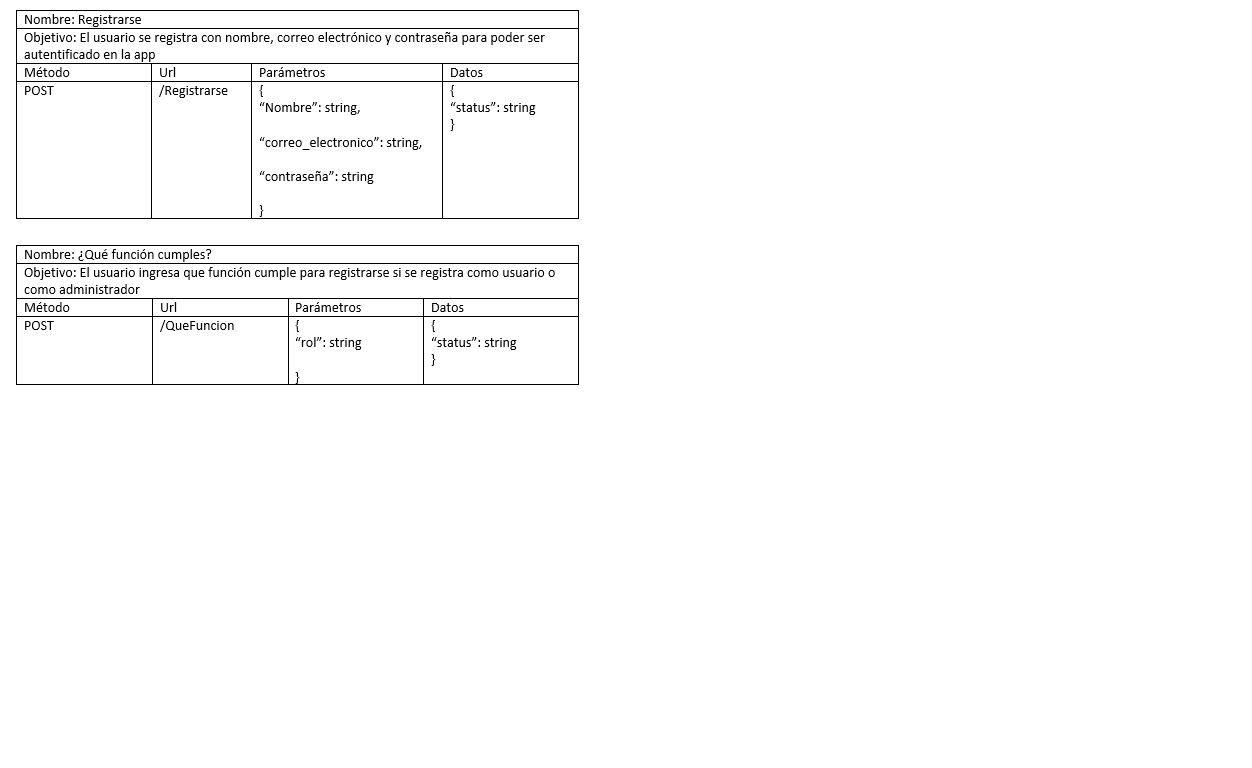 Nombre: Registrarse
Objetivo: El usuario se registra con nombre, correo electrónico y contraseña para poder ser
autentificado en la app
Método Url Parámetros Datos
POST /Registrarse { {
“Nombre”: string, “status”: string
}
“correo_electronico”: string,
“contraseña”: string
}
Nombre: ¿Qué función cumples?
Objetivo: El usuario ingresa que función cumple para registrarse si se registra como usuario o
como administrador
Método Url Parámetros Datos
POST /QueFuncion { {
“rol”: string “status”: string
}
}